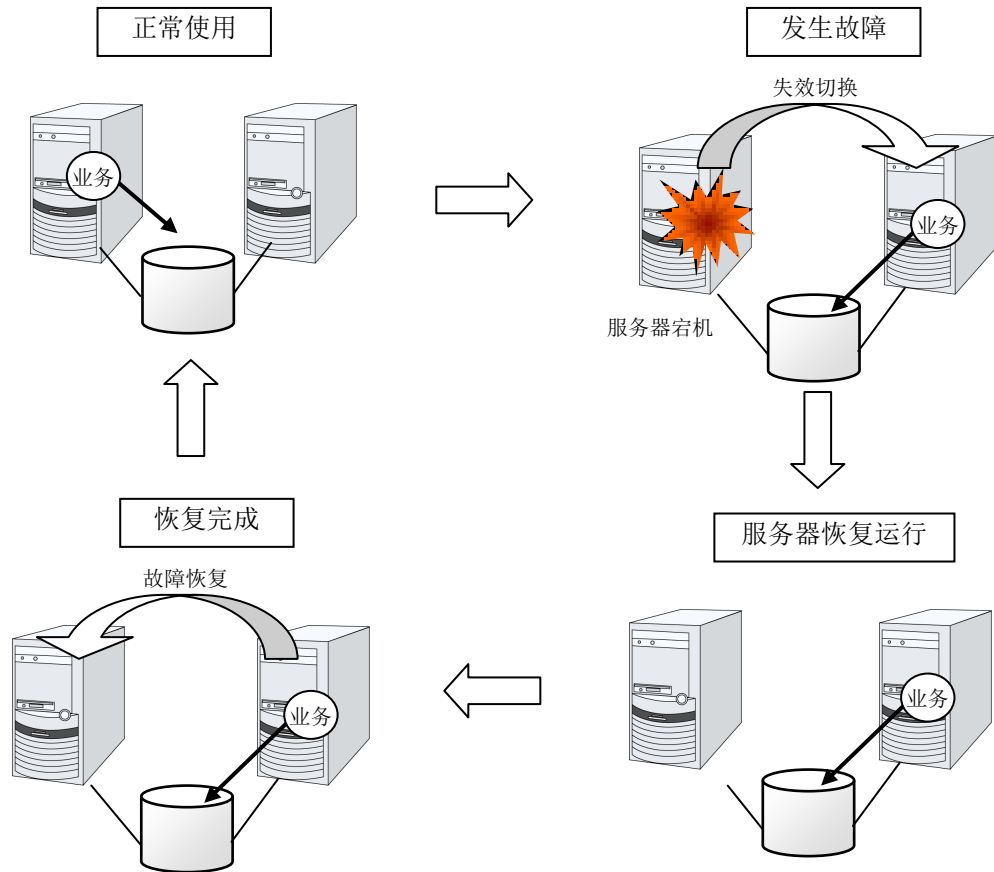 正常使用
发生故障
失效切换
业务
业务
服务器宕机
恢复完成
服务器恢复运行
故障恢复
业务
业务